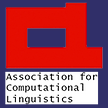 Association for
Computational
Linguistics